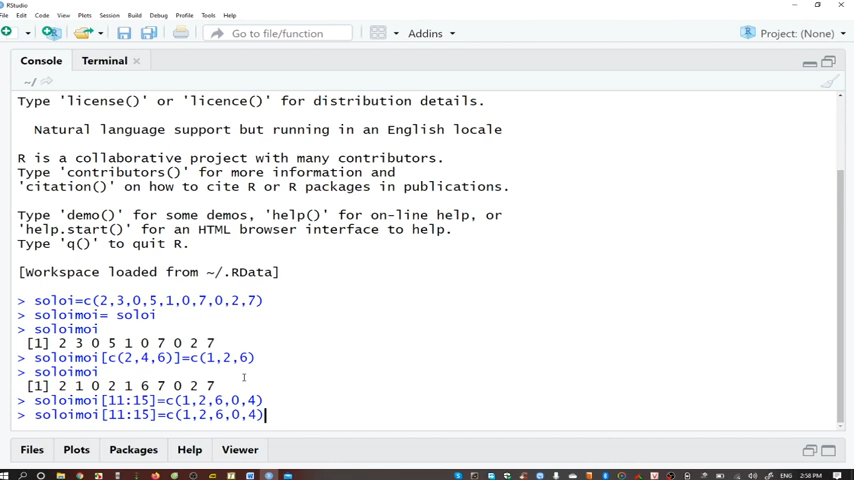 RStudio
File Edit Code View Plots Session Build Debug Profile Tools Help
Go to file/function
Addins
Project: (None)
Console Terminal
~/
Type 'license()' or 'licence()' for distribution details.
Natural language support but running in an English locale
R is a collaborative project with many contributors.
Type 'contributors()' for more information and
'citation()' on how to cite R or R packages in publications.
Type 'demo()' for some demos, 'help()' for on-line help, or
'help.start()' for an HTML browser interface to help.
Type 'q()' to quit R.
[Workspace loaded from ~/.RData]
> soloi=c(2,3,0,5,1,0,7,0,2,7)
> soloimoi= soloi
> soloimoi
[1] 2 3 0 5 1 0 7 0 2 7
> soloimoi[c(2,4,6)]=c(1,2,6)
> soloimoi
[1] 2 1 0 2 1 6 7 0 2 7
> soloimoi[11:15]=c(1,2,6,0,4)
> soloimoi[11:15]=c(1,2,6,0,4)
Files Plots Packages Help Viewer
ENG 2:58 PM